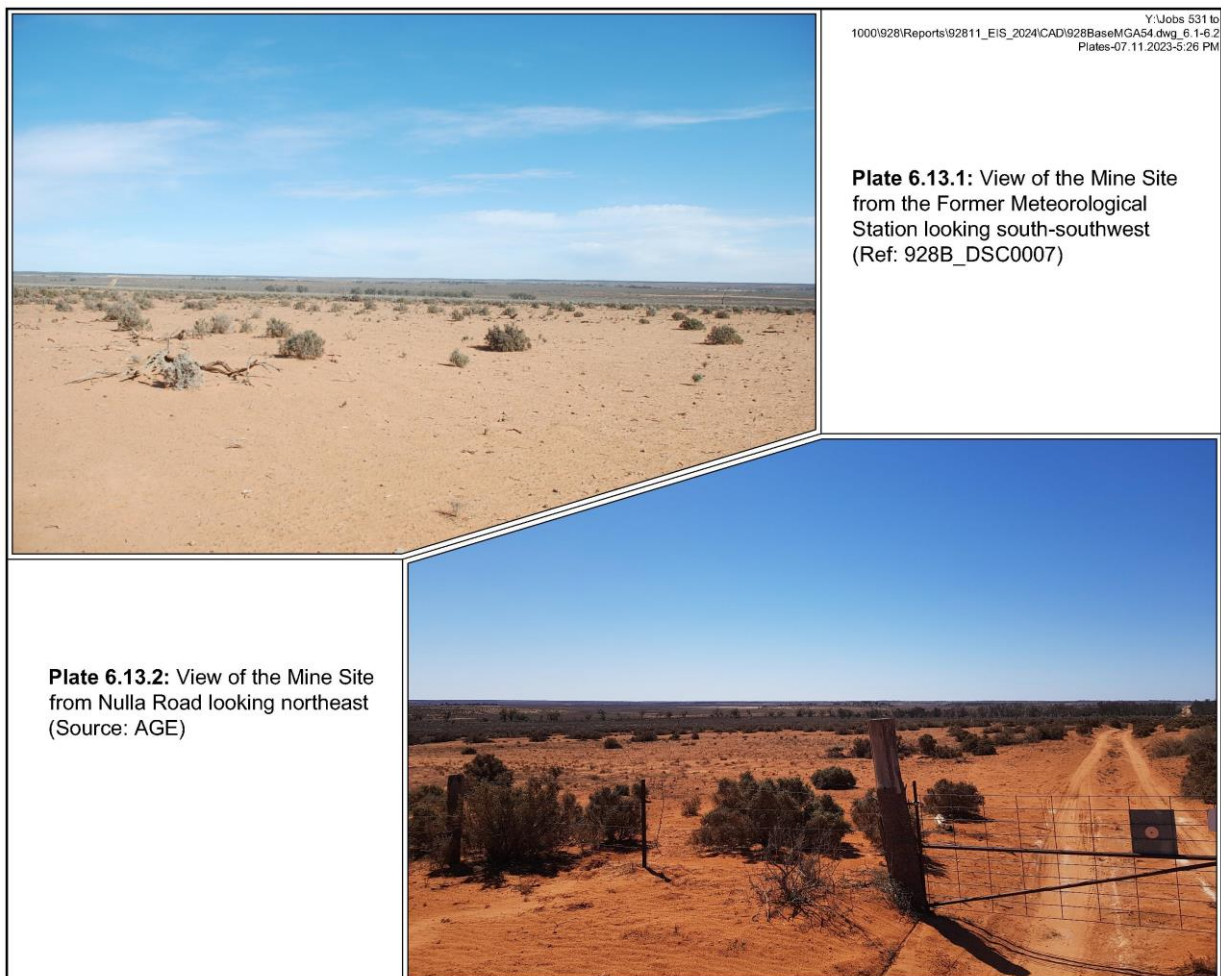 Y:\Jobs 531 to
1000\928\Reports\92811_EIS_2024\CAD\928BaseMGA54.dwg_6.1-6.2
Plates-07.11.2023-5:26 PM
Plate 6.13.1: View of the Mine Site
from the Former Meteorological
Station looking south-southwest
(Ref: 928B_DSC0007)
Plate 6.13.2: View of the Mine Site
from Nulla Road looking northeast
(Source: AGE)